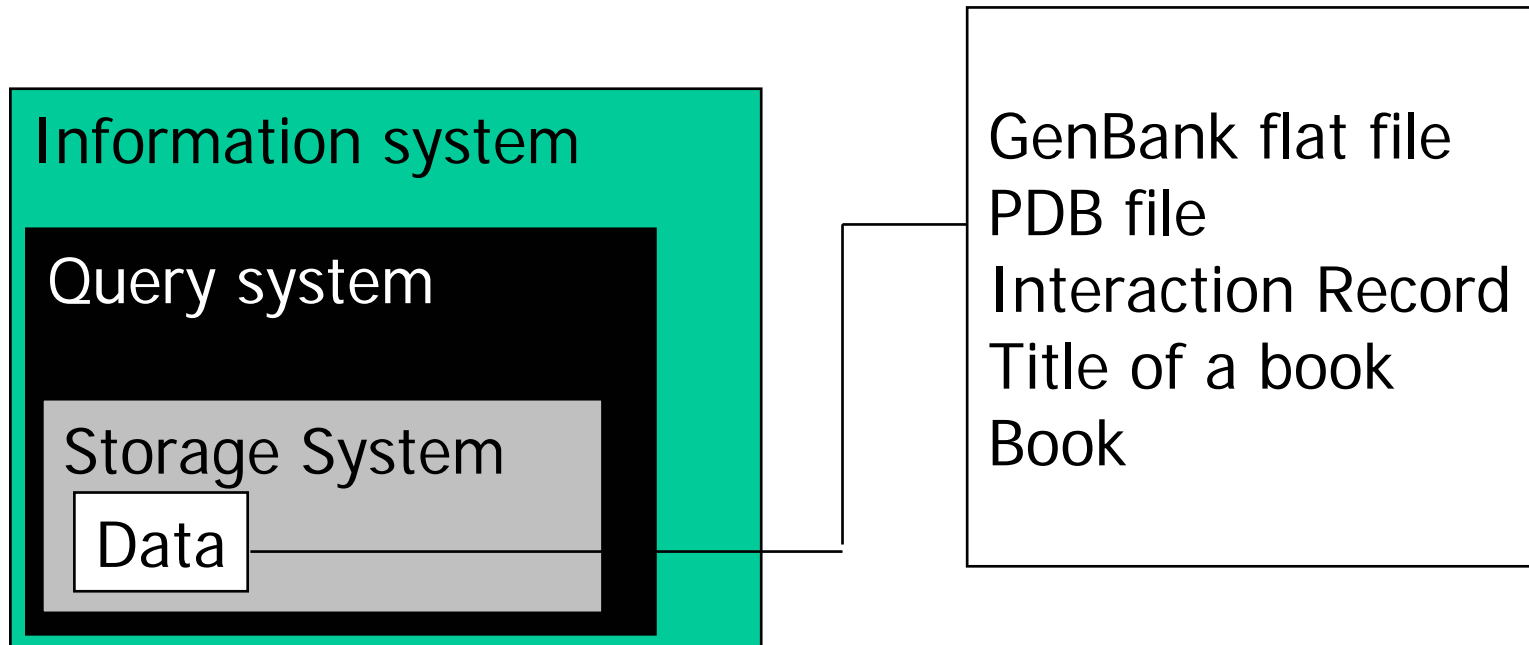 Information system
Query system
Storage System
Data
GenBank flat file
PDB file
Interaction Record
Title of a book
Book